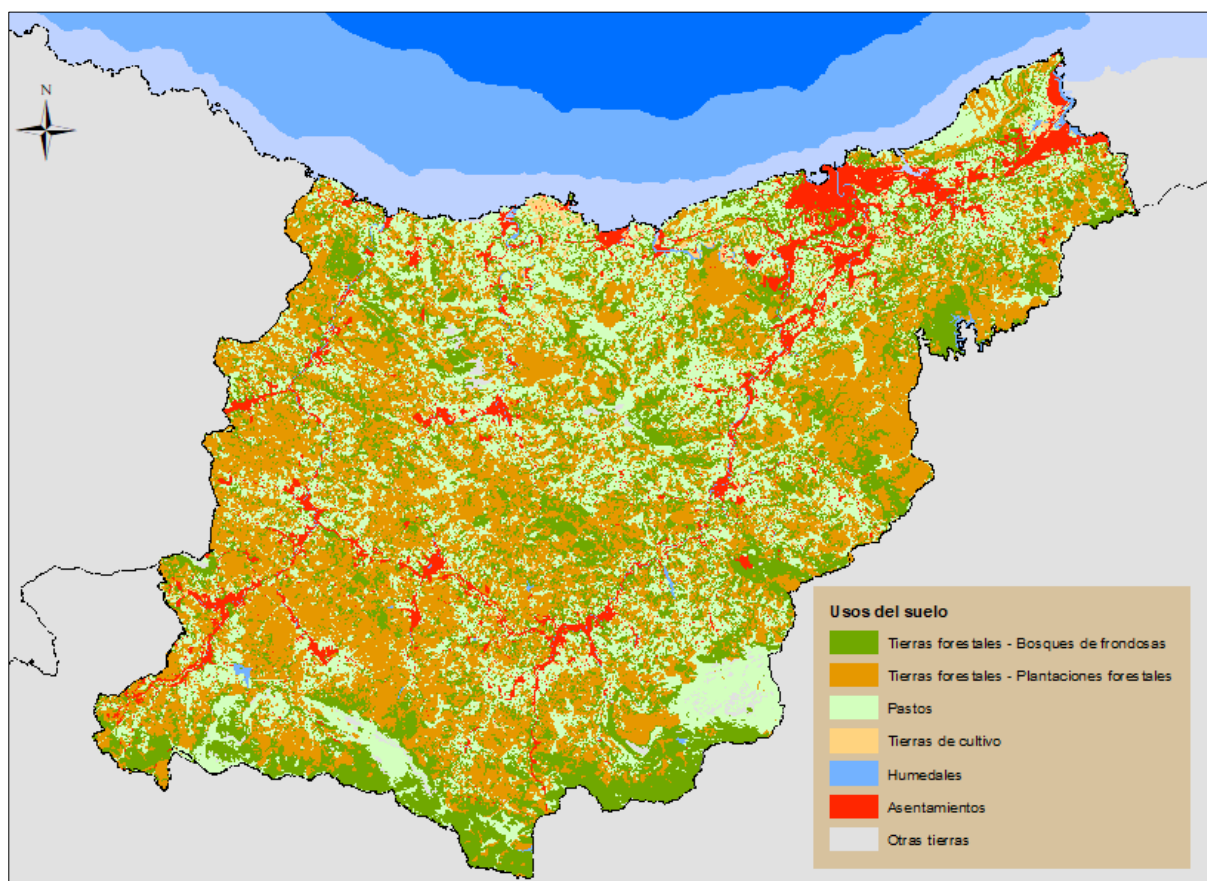 N
Usos del suelo
Tierras forestales - Bosques de frondosas
Tierras forestales - Plantaciones forestales
Pastos
Tierras de cultivo
Humedales
Asentamientos
Otras tierras